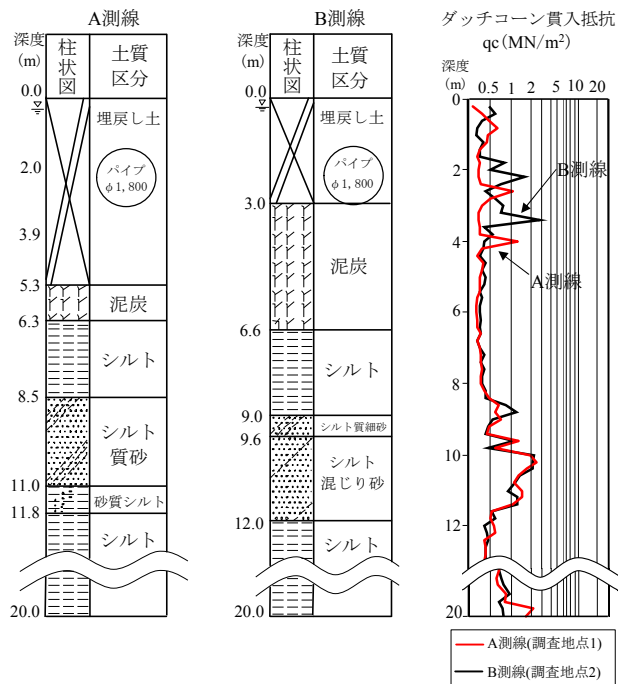 A測線
深度
(m)
柱状図
土質
区分
0.0
埋戻し土
2.0
パイプ
φ1,800
3.9
5.3
泥炭
6.3
シルト
8.5
シルト
質砂
11.0
砂質シルト
11.8
シルト
20.0
B測線
深度
(m)
柱状図
土質
区分
0.0
埋戻し土
パイプ
φ1,800
3.0
泥炭
6.6
シルト
9.0
シルト質細砂
9.6
シルト
混じり砂
12.0
シルト
20.0
ダッチコーン貫入抵抗
qc(MN/m²)
深度
(m)
0.5 1 2 5 10 20
0
2
B測線
4
A測線
6
8
10
12
20
A測線(調査地点1)
B測線(調査地点2)